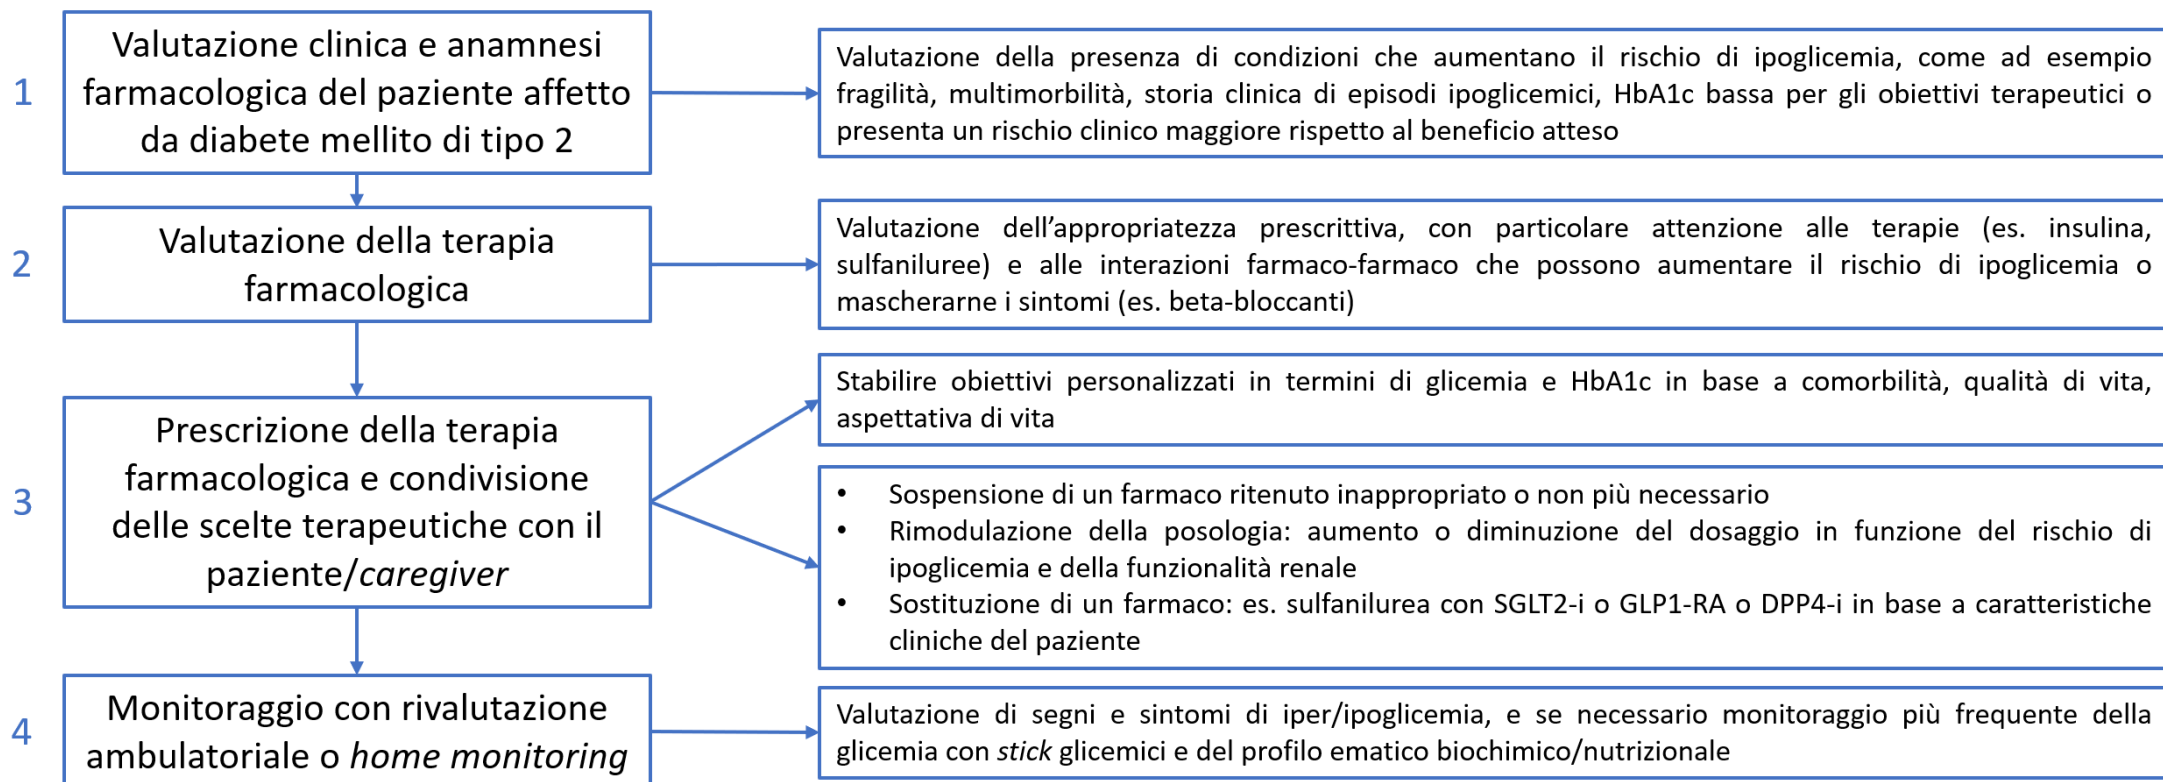 1
Valutazione clinica e anamnesi
farmacologica del paziente affetto
da diabete mellito di tipo 2
Valutazione della presenza di condizioni che aumentano il rischio di ipoglicemia, come ad esempio
fragilità, multimorbilità, storia clinica di episodi ipoglicemici, HbA1c bassa per gli obiettivi terapeutici o
presenta un rischio clinico maggiore rispetto al beneficio atteso
2
Valutazione della terapia
farmacologica
Valutazione dell’appropriatezza prescrittiva, con particolare attenzione alle terapie (es. insulina,
sulfaniluree) e alle interazioni farmaco-farmaco che possono aumentare il rischio di ipoglicemia o
mascherarne i sintomi (es. beta-bloccanti)
3
Prescrizione della terapia
farmacologica e condivisione
delle scelte terapeutiche con il
paziente/caregiver
Stabilire obiettivi personalizzati in termini di glicemia e HbA1c in base a comorbilità, qualità di vita,
aspettativa di vita
• Sospensione di un farmaco ritenuto inappropriato o non più necessario
• Rimodulazione della posologia: aumento o diminuzione del dosaggio in funzione del rischio di
ipoglicemia e della funzionalità renale
• Sostituzione di un farmaco: es. sulfanilurea con SGLT2-i o GLP1-RA o DPP4-i in base a caratteristiche
cliniche del paziente
4
Monitoraggio con rivalutazione
ambulatoriale o home monitoring
Valutazione di segni e sintomi di iper/ipoglicemia, e se necessario monitoraggio più frequente della
glicemia con stick glicemici e del profilo ematico biochimico/nutrizionale